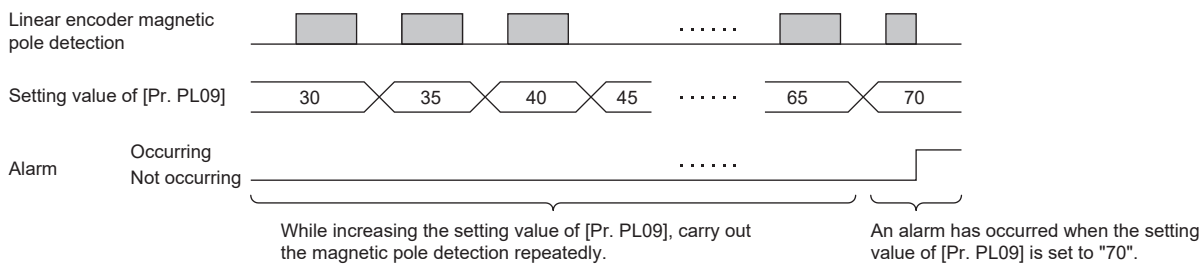 Linear encoder magnetic
pole detection
Setting value of [Pr. PL09]
30 35 40 45 ...... 65 70
Alarm
Occurring
Not occurring
While increasing the setting value of [Pr. PL09], carry out
the magnetic pole detection repeatedly.
An alarm has occurred when the setting
value of [Pr. PL09] is set to "70".